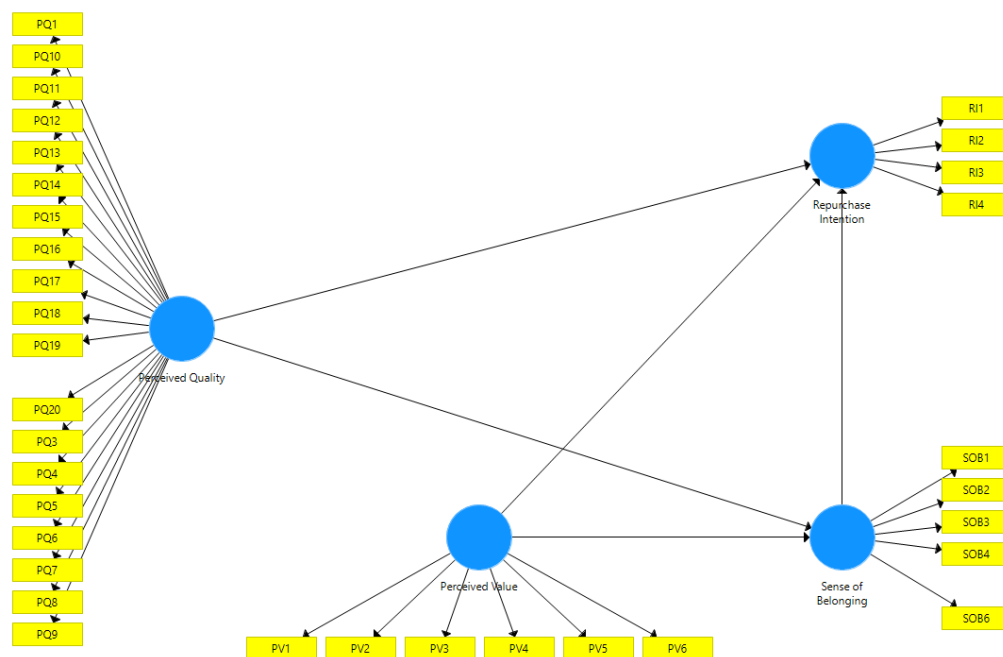 PQ1
PQ10
PQ11
PQ12
PQ13
PQ14
PQ15
PQ16
PQ17
PQ18
PQ19
PQ20
PQ3
PQ4
PQ5
PQ6
PQ7
PQ8
PQ9
Perceived Quality
Repurchase
Intention
RI1
RI2
RI3
RI4
Perceived Value
PV1
PV2
PV3
PV4
PV5
PV6
Sense of
Belonging
SOB1
SOB2
SOB3
SOB4
SOB6